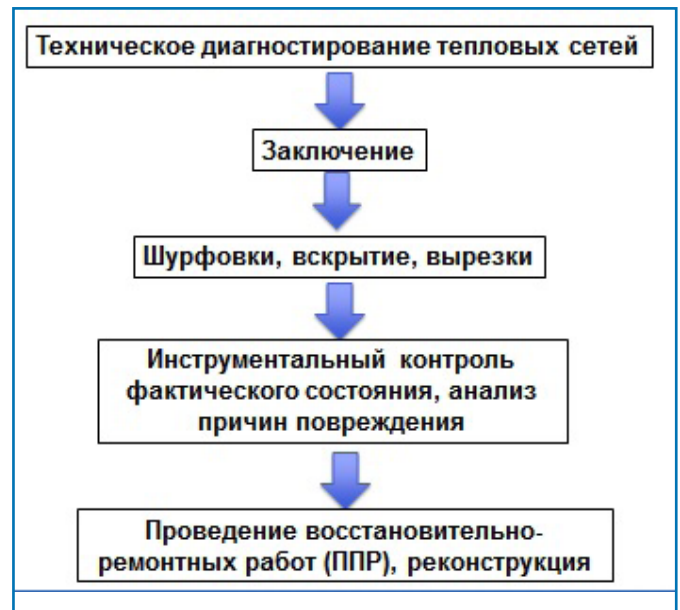 Техническое диагностирование тепловых сетей
Заключение
Шурфовки, вскрытие, вырезки
Инструментальный контроль
фактического состояния, анализ
причин повреждения
Проведение восстановительно-
ремонтных работ (ППР), реконструкция